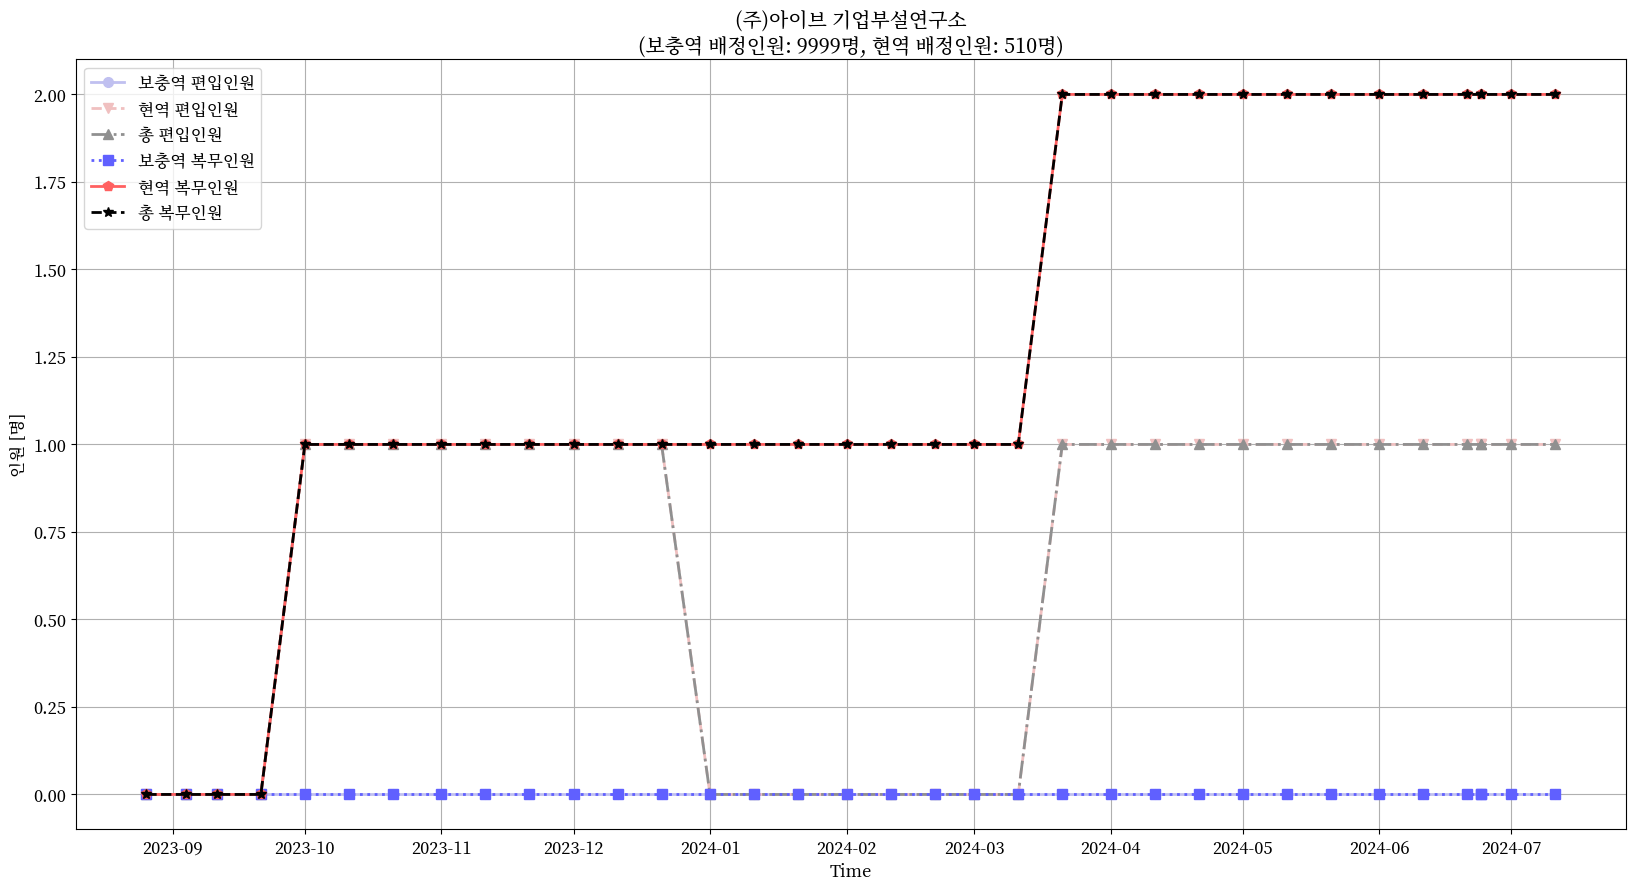 (주)아이브 기업부설연구소
(보충역 배정인원: 9999명, 현역 배정인원: 510명)
보충역 편입인원
현역 편입인원
총 편입인원
보충역 복무인원
현역 복무인원
총 복무인원
2.00
1.75
1.50
1.25
1.00
0.75
0.50
0.25
0.00
인원 [명]
2023-09
2023-10
2023-11
2023-12
2024-01
2024-02
2024-03
2024-04
2024-05
2024-06
2024-07
Time